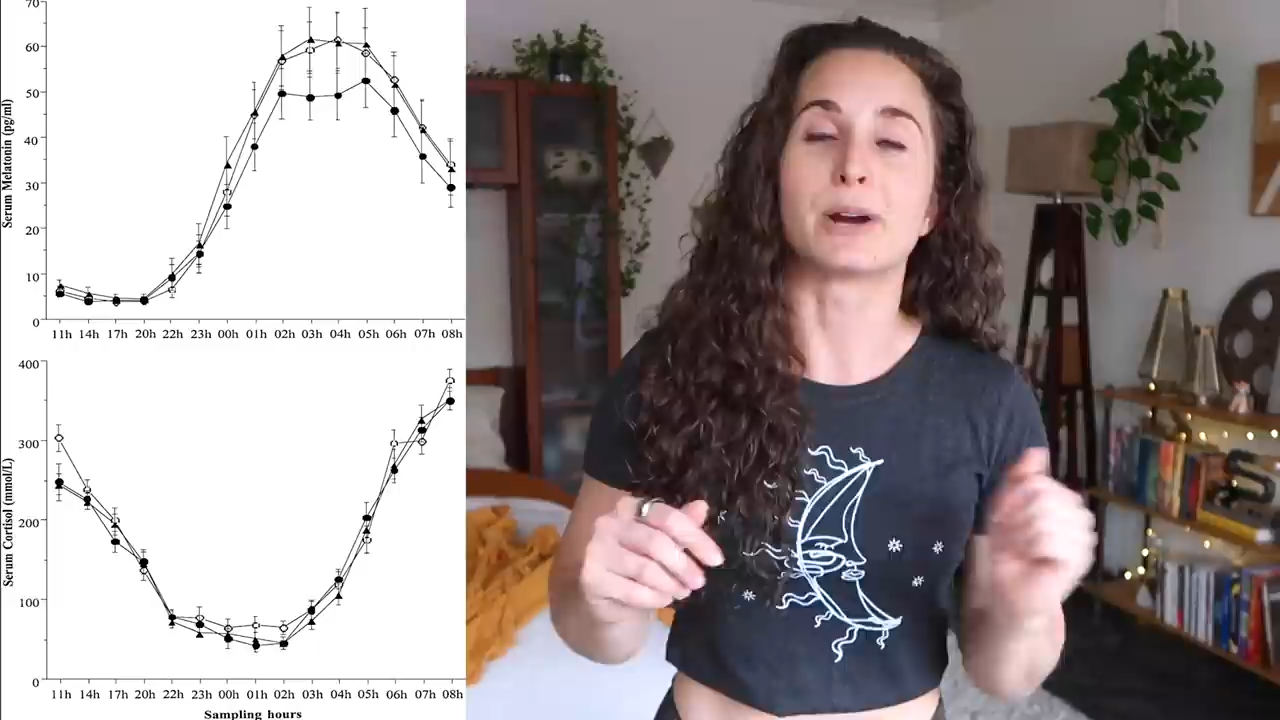 70
60
50
40
30
20
10
0
Serum Melatonin (pg/ml)
11h 14h 17h 20h 22h 23h 00h 01h 02h 03h 04h 05h 06h 07h 08h
400
300
200
100
0
Serum Cortisol (mmol/L)
11h 14h 17h 20h 22h 23h 00h 01h 02h 03h 04h 05h 06h 07h 08h
Sampling hours